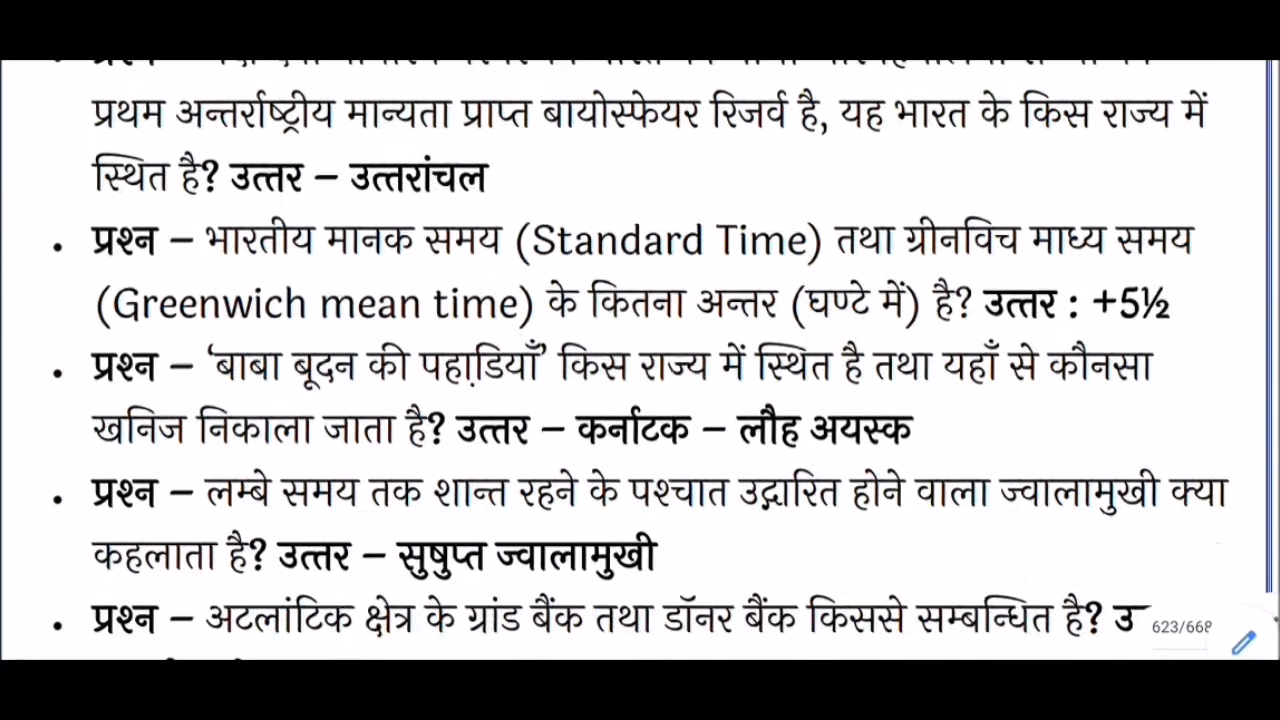 प्रथम अन्तर्राष्ट्रीय मान्यता प्राप्त बायोस्फेयर रिजर्व है, यह भारत के किस राज्य में
स्थित है? उत्तर – उत्तरांचल
• प्रश्न – भारतीय मानक समय (Standard Time) तथा ग्रीनविच माध्य समय
(Greenwich mean time) के कितना अन्तर (घण्टे में) है? उत्तर : +5½
• प्रश्न – ‘बाबा बूदन की पहाड़ियाँ’ किस राज्य में स्थित है तथा यहाँ से कौनसा
खनिज निकाला जाता है? उत्तर – कर्नाटक – लौह अयस्क
• प्रश्न – लम्बे समय तक शान्त रहने के पश्चात उद्गारित होने वाला ज्वालामुखी क्या
कहलाता है? उत्तर – सुषुप्त ज्वालामुखी
• प्रश्न – अटलांटिक क्षेत्र के ग्रांड बैंक तथा डॉनर बैंक किससे सम्बन्धित है? उ
623/668